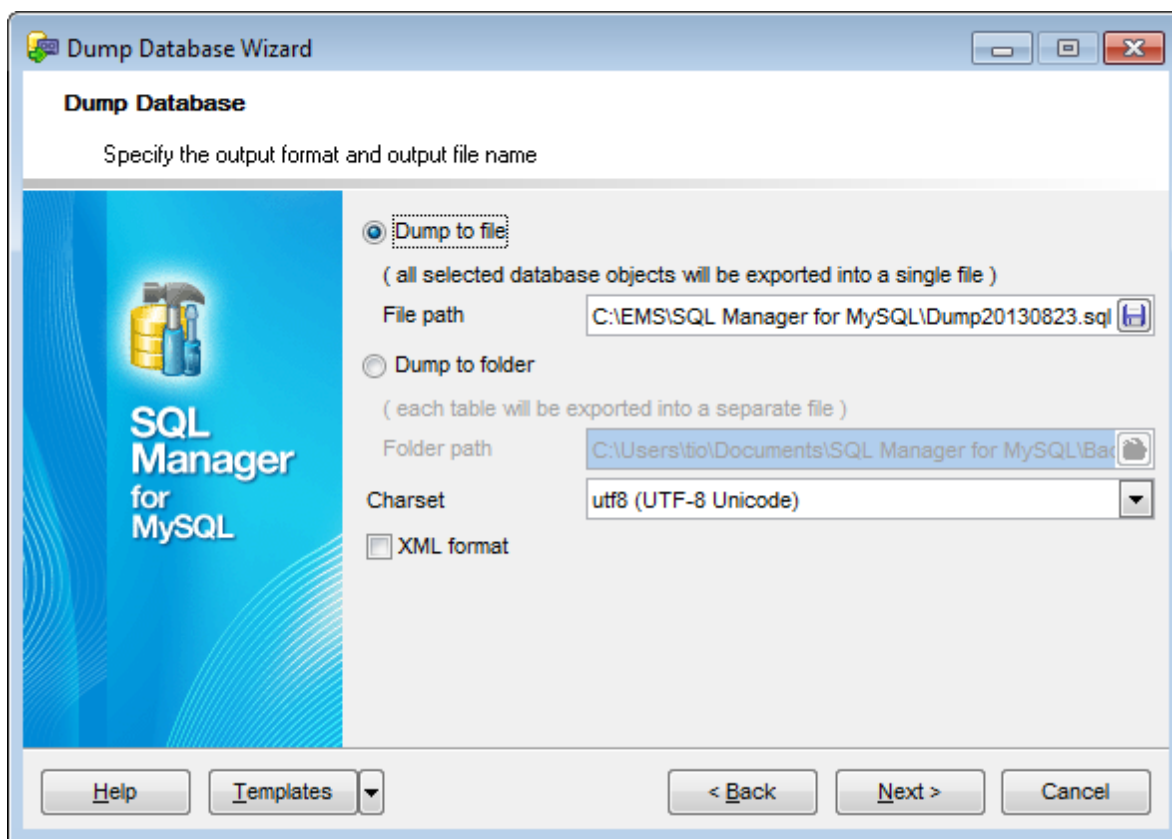 Dump Database Wizard
Dump Database
Specify the output format and output file name
Dump to file
( all selected database objects will be exported into a single file )
File path C:\EMS\SQL Manager for MySQL\Dump20130823.sql
Dump to folder
( each table will be exported into a separate file )
Folder path C:\Users\tio\Documents\SQL Manager for MySQL\Bac
Charset utf8 (UTF-8 Unicode)
XML format
SQL
Manager
for
MySQL
Help Templates < Back Next > Cancel